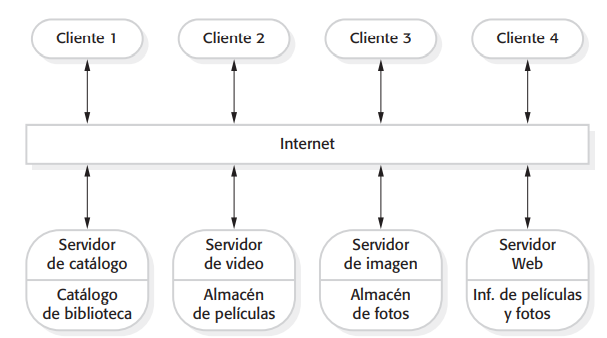 Cliente 1
Cliente 2
Cliente 3
Cliente 4
Internet
Servidor
de catálogo
Catálogo
de biblioteca
Servidor
de video
Almacén
de películas
Servidor
de imagen
Almacén
de fotos
Servidor
Web
Inf. de películas
y fotos